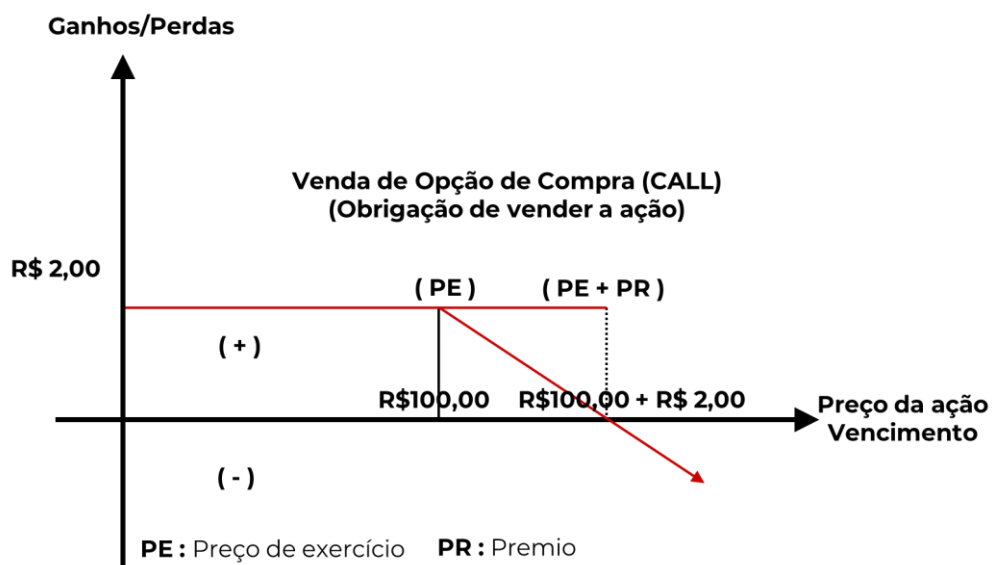 Ganhos/Perdas
Venda de Opção de Compra (CALL)
(Obrigação de vender a ação)
R$ 2,00
( PE )
( PE + PR )
( + )
R$100,00
R$100,00 + R$ 2,00
Preço da ação
Vencimento
( - )
PE : Preço de exercício
PR : Premio